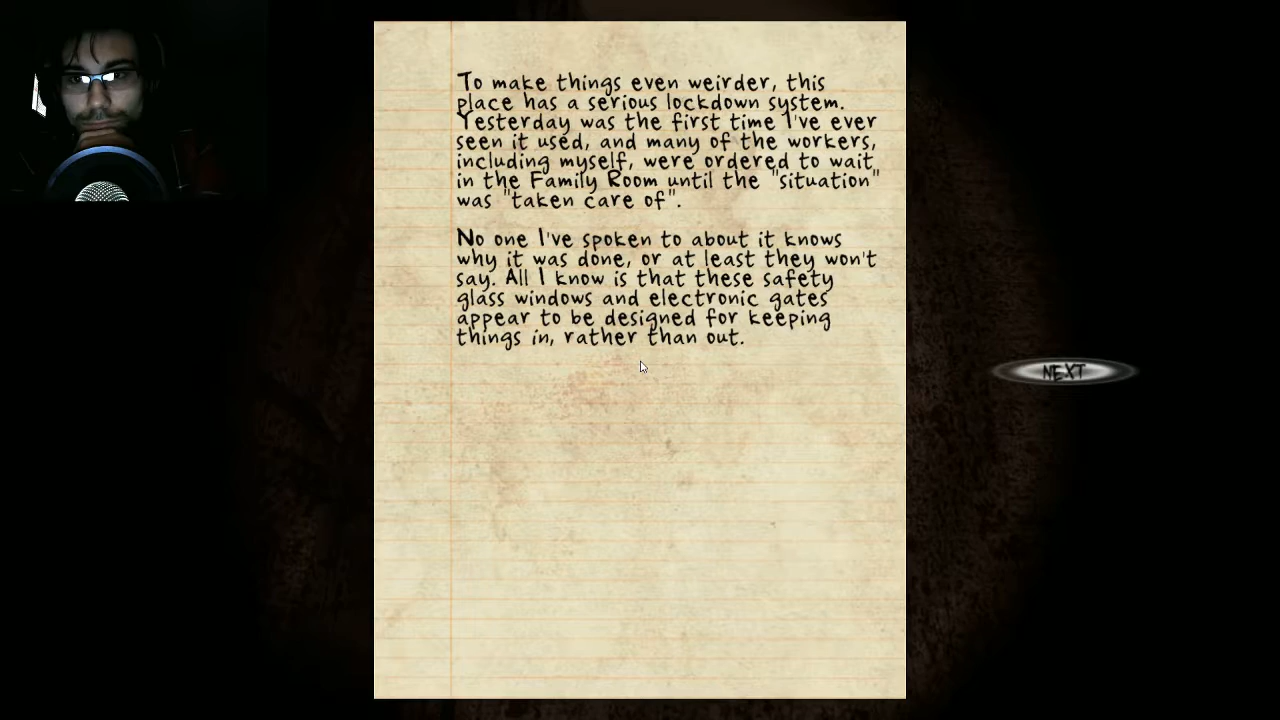 To make things even weirder, this
place has a serious lockdown system.
Yesterday was the first time I've ever
seen it used, and many of the workers,
including myself, were ordered to wait
in the Family Room until the "situation"
was "taken care of".
No one I've spoken to about it knows
why it was done, or at least they won't
say. All I know is that these safety
glass windows and electronic gates
appear to be designed for keeping
things in, rather than out.
NEXT